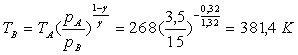 T_B = T_A(p_A/p_B)^{(1-γ)/γ} = 268(3,5/15)^{-0,32/1,32} = 381,4 K